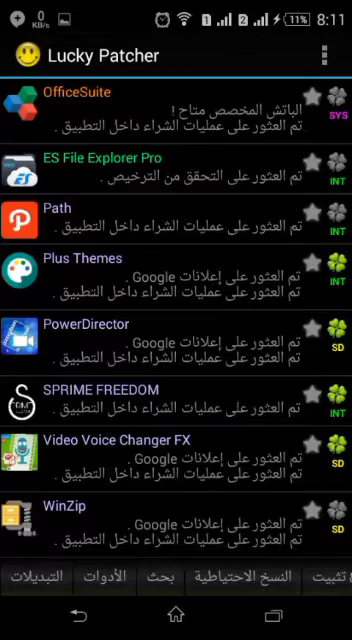 0 KB/s 1 2 11% 8:11
Lucky Patcher
OfficeSuite
الباتش المخصص متاح !
تم العثور على عمليات الشراء داخل التطبيق .
SYS
ES File Explorer Pro
تم العثور على التحقق من الترخيص .
INT
Path
تم العثور على عمليات الشراء داخل التطبيق .
INT
Plus Themes
تم العثور على إعلانات Google .
تم العثور على عمليات الشراء داخل التطبيق .
INT
PowerDirector
تم العثور على إعلانات Google .
تم العثور على عمليات الشراء داخل التطبيق .
SD
SPRIME FREEDOM
تم العثور على عمليات الشراء داخل التطبيق .
INT
Video Voice Changer FX
تم العثور على إعلانات Google .
SD
WinZip
تم العثور على إعلانات Google .
تم العثور على عمليات الشراء داخل التطبيق .
SD
تثبيت النسخ الاحتياطية بحث الأدوات التبديلات